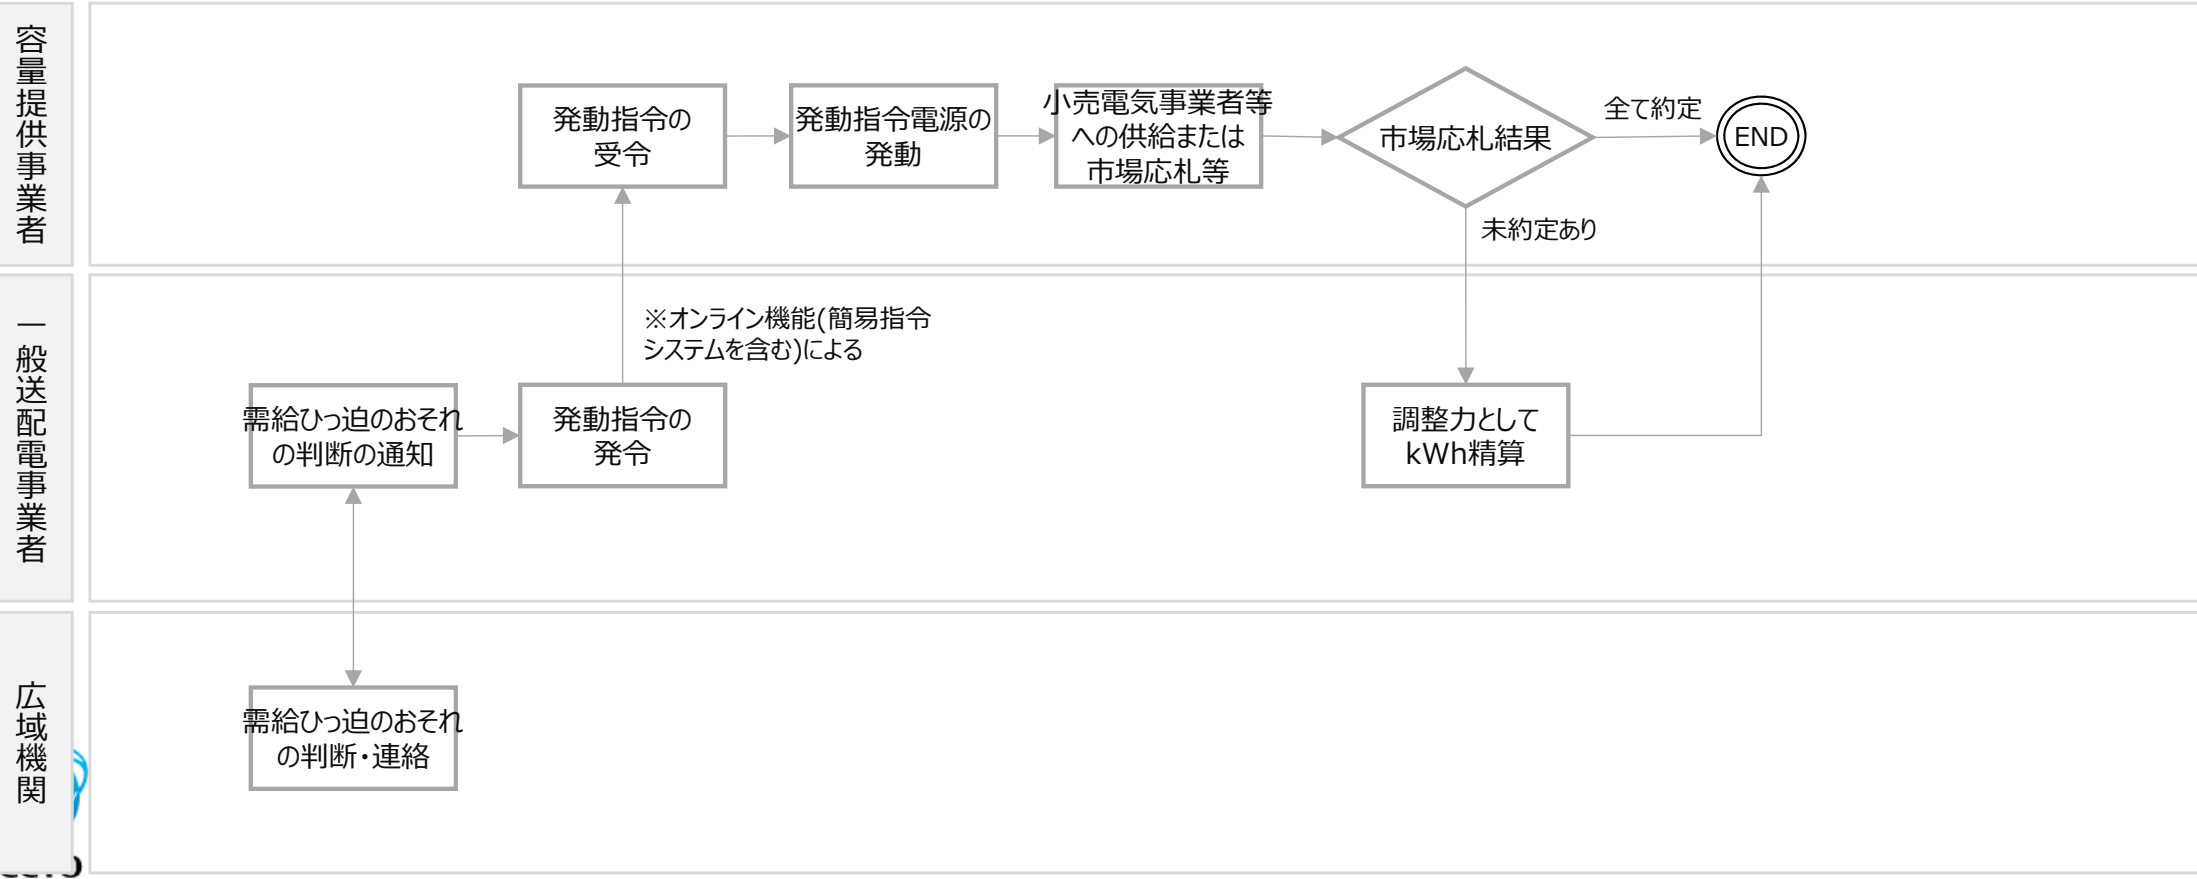 容量提供事業者
発動指令の
受令
発動指令電源の
発動
小売電気事業者等
への供給または
市場応札等
市場応札結果
全て約定
END
未約定あり
一般送配電事業者
※オンライン機能(簡易指令
システムを含む)による
需給ひっ迫のおそれ
の判断の通知
発動指令の
発令
調整力として
kWh精算
広域機関
需給ひっ迫のおそれ
の判断・連絡